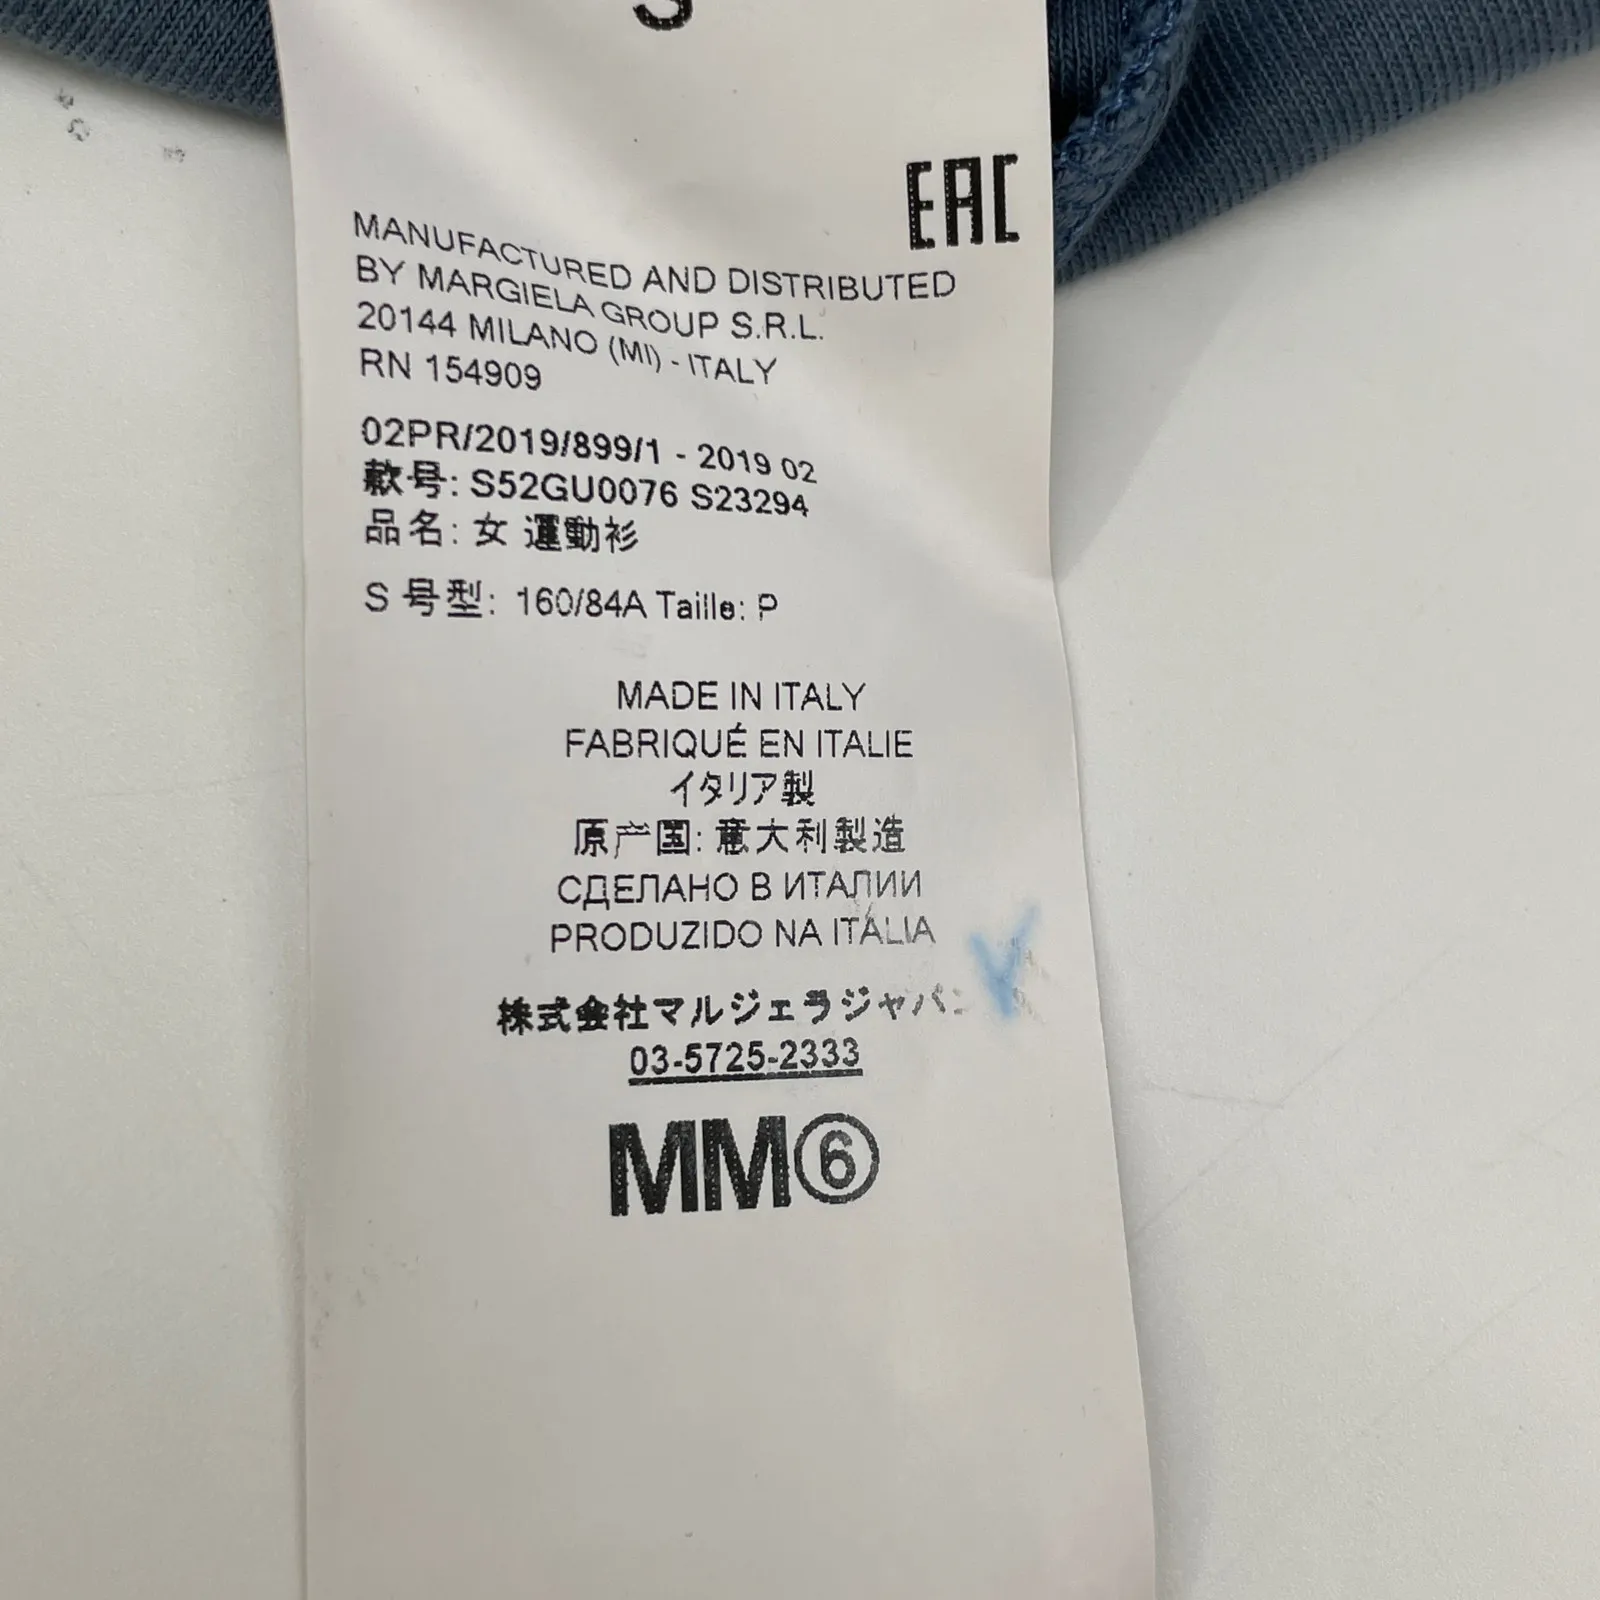 S
EAC
MANUFACTURED AND DISTRIBUTED
BY MARGIELA GROUP S.R.L.
20144 MILANO (MI) - ITALY
RN 154909
02PR/2019/899/1 - 2019 02
款号: S52GU0076 S23294
品名: 女 運動衫
S 号型: 160/84A Taille: P
MADE IN ITALY
FABRIQUÉ EN ITALIE
イタリア製
原产国: 意大利製造
СДЕЛАНО В ИТАЛИИ
PRODUZIDO NA ITÁLIA
株式会社マルジェラジャパン
03-5725-2333
MM⑥